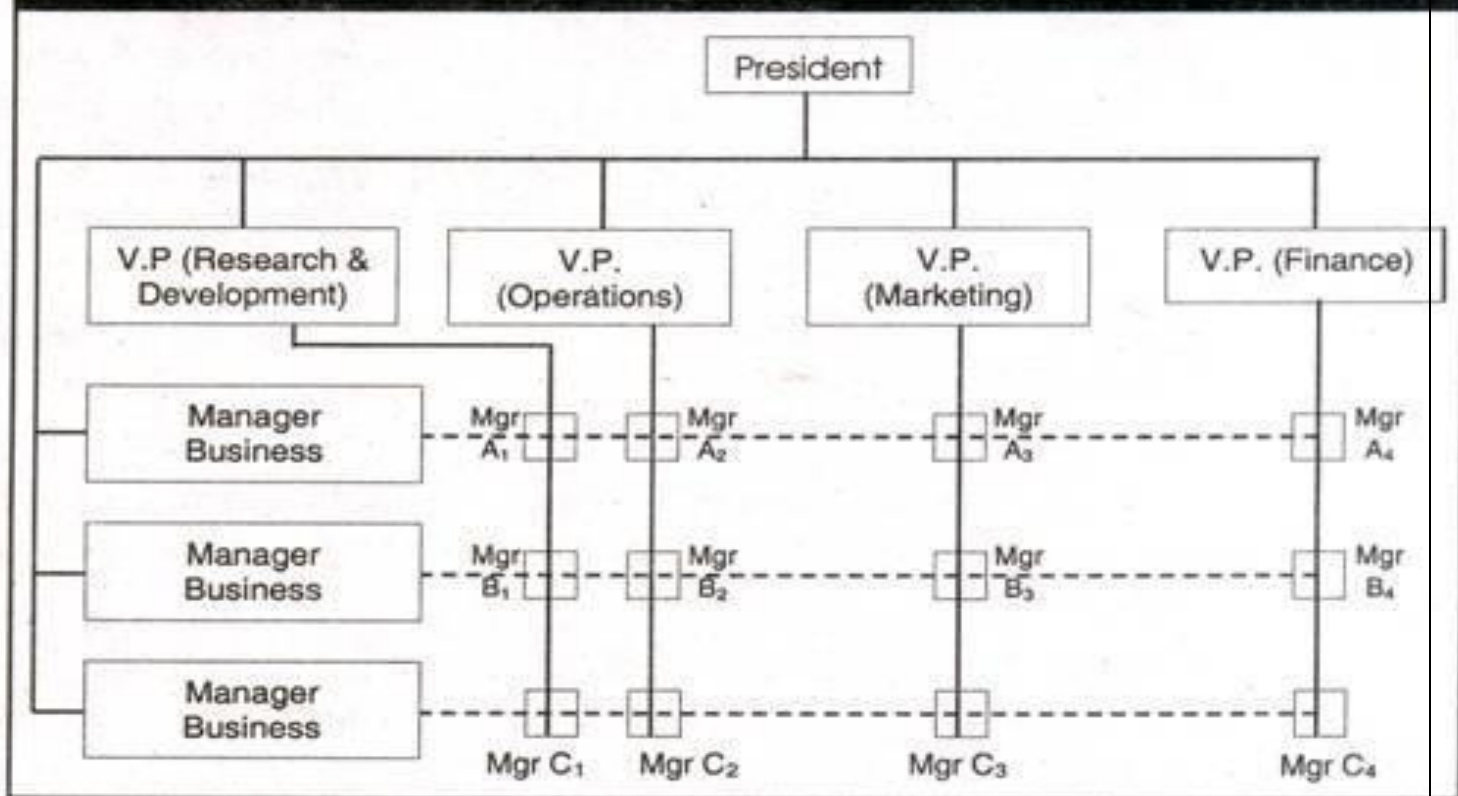 President
V.P (Research &
Development)
V.P.
(Operations)
V.P.
(Marketing)
V.P. (Finance)
Manager
Business
Mgr
A₁
Mgr
A₂
Mgr
A₃
Mgr
A₄
Manager
Business
Mgr
B₁
Mgr
B₂
Mgr
B₃
Mgr
B₄
Manager
Business
Mgr C₁
Mgr C₂
Mgr C₃
Mgr C₄